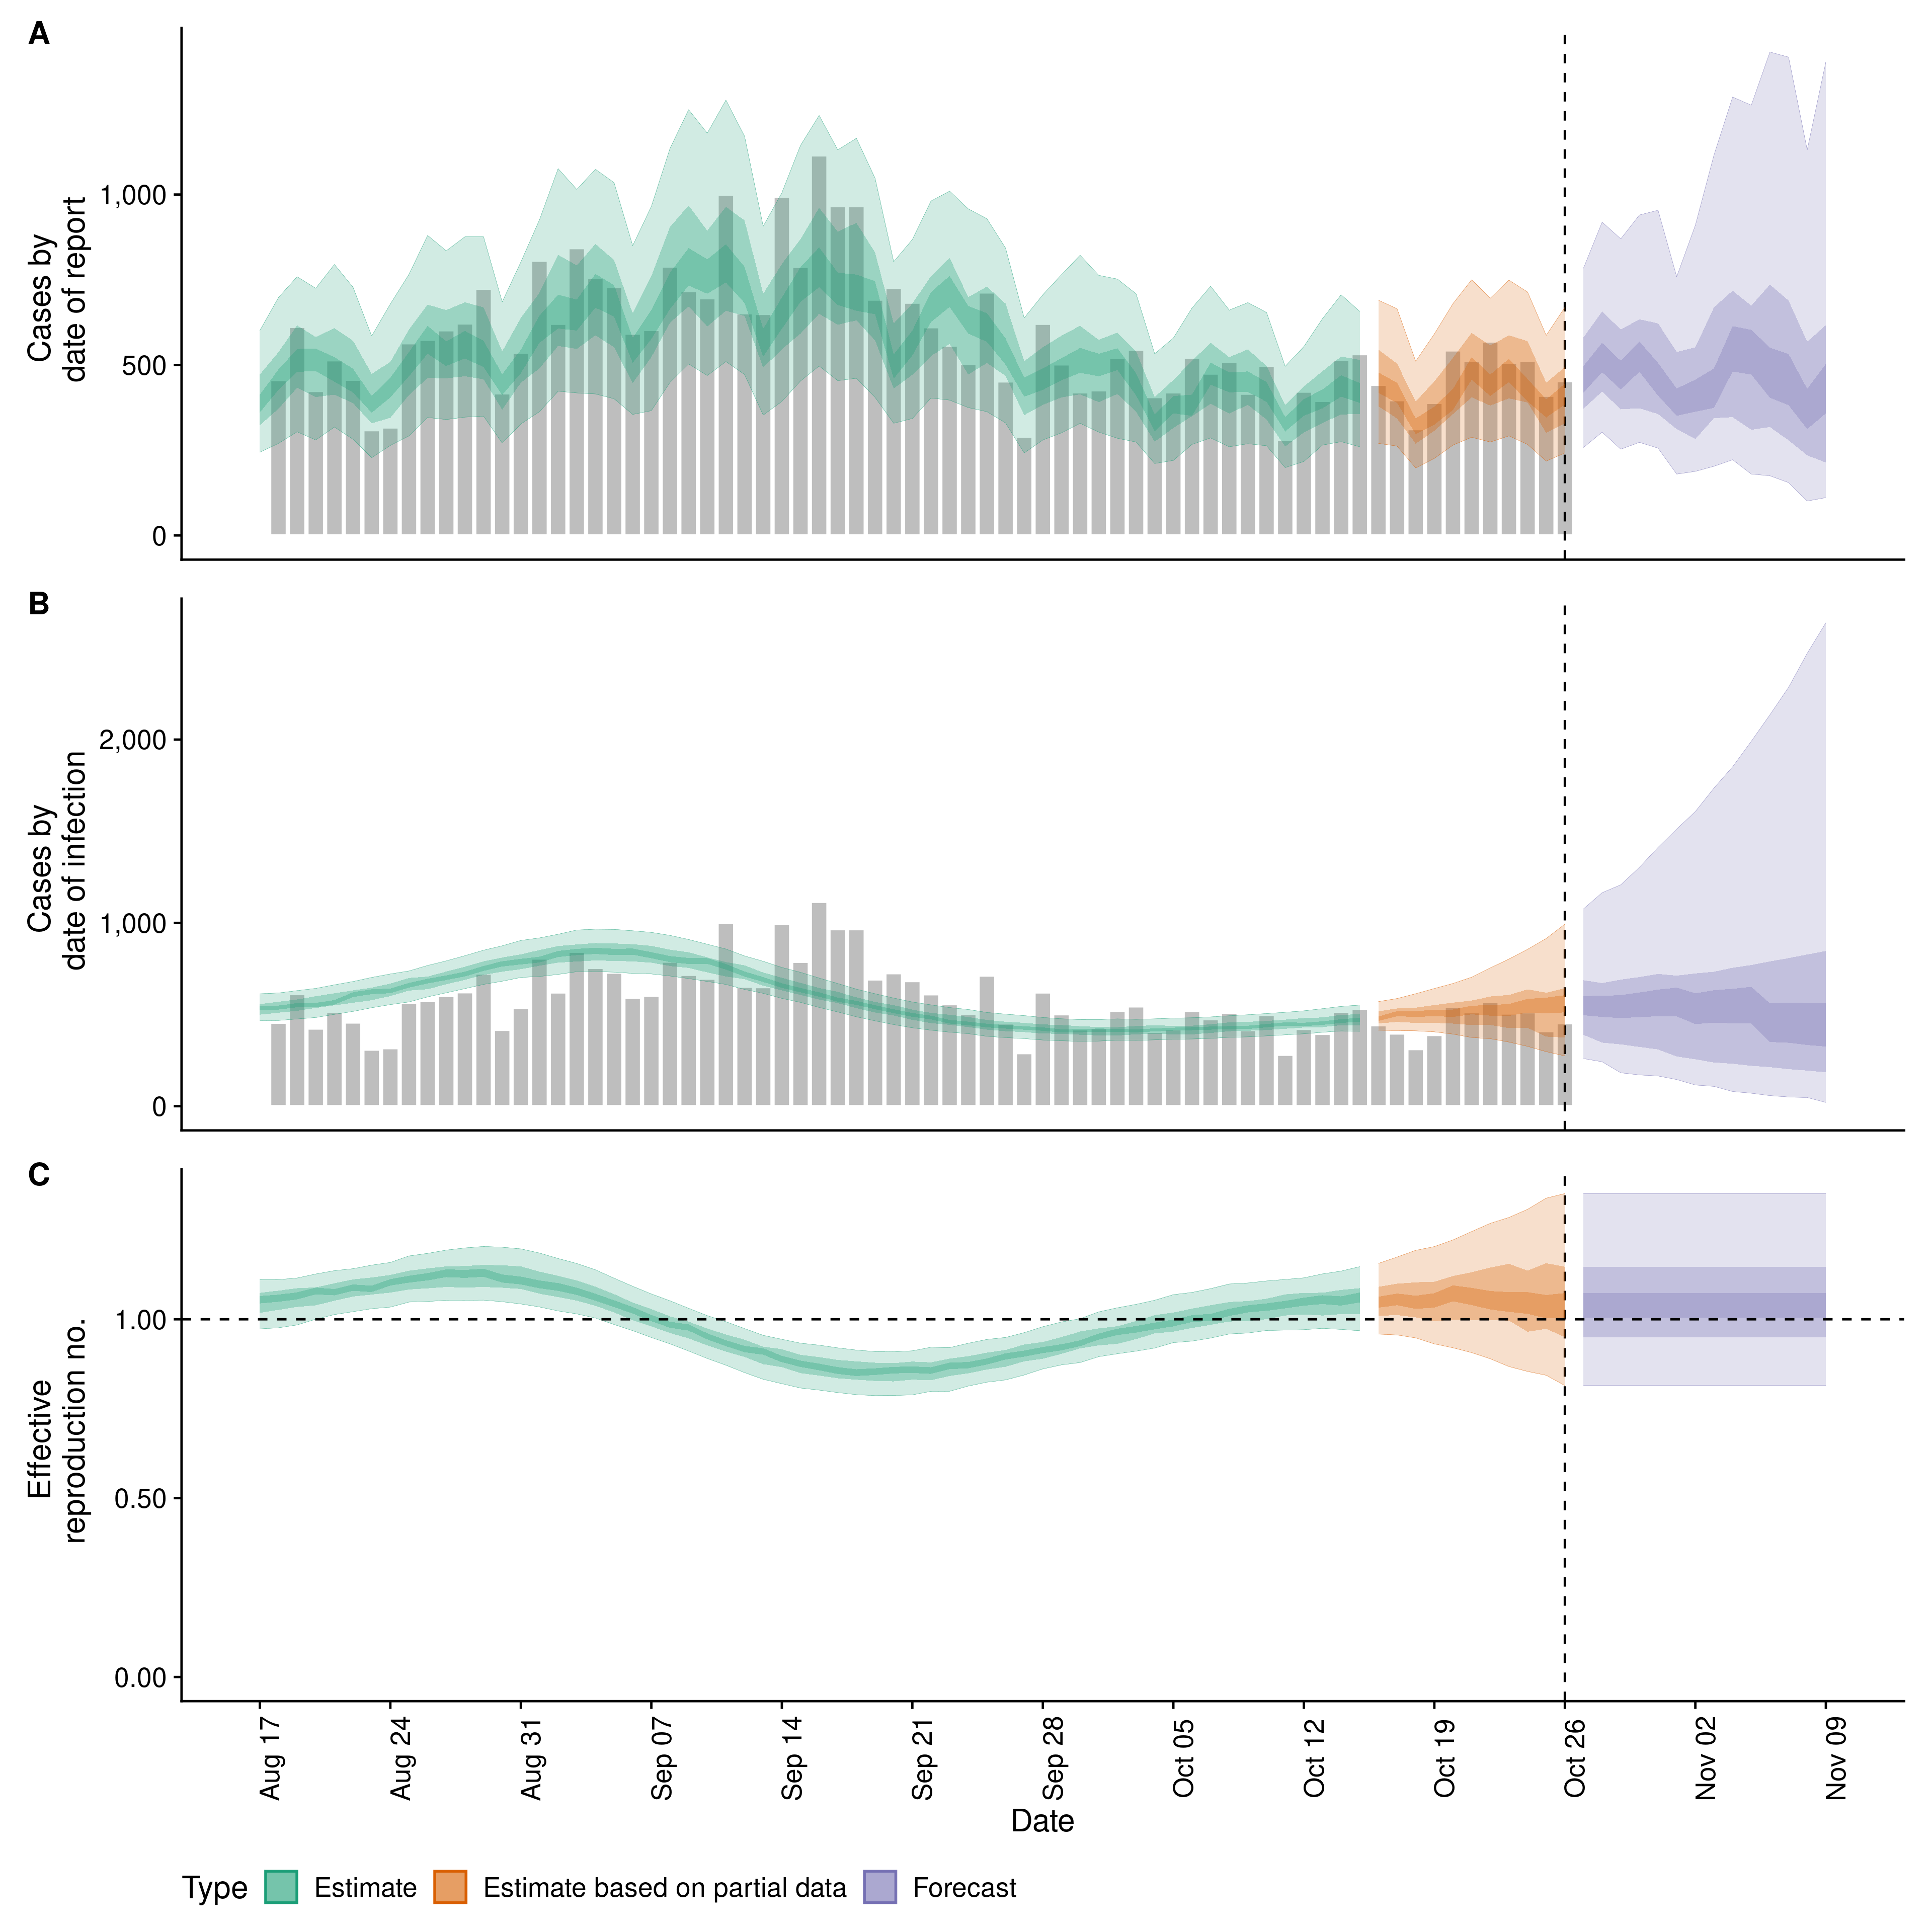 A
Cases by
date of report
1,000
500
0
B
Cases by
date of infection
2,000
1,000
0
C
Effective
reproduction no.
1.00
0.50
0.00
Aug 17
Aug 24
Aug 31
Sep 07
Sep 14
Sep 21
Sep 28
Oct 05
Oct 12
Oct 19
Oct 26
Nov 02
Nov 09
Date
Type Estimate Estimate based on partial data Forecast